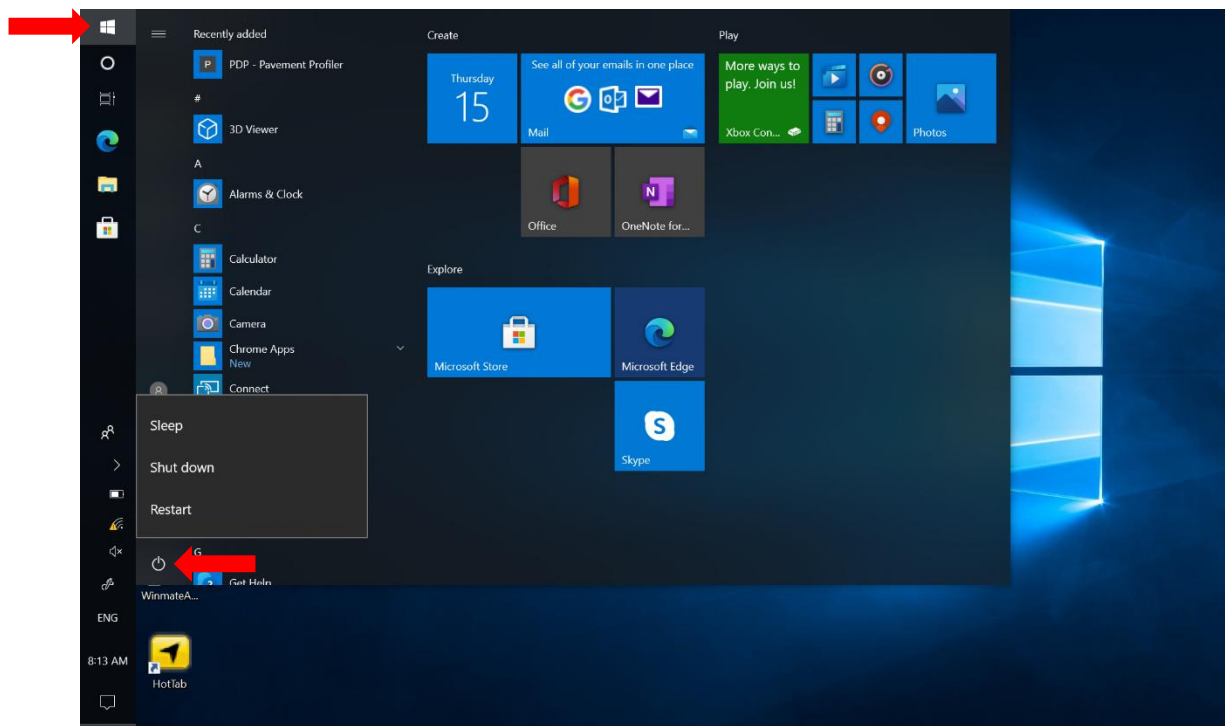 Recently added
P PDP - Pavement Profiler
#
3D Viewer
A
Alarms & Clock
C
Calculator
Calendar
Camera
Chrome Apps
New
Connect
Sleep
Shut down
Restart
G
Get Help
Create
Thursday
15
See all of your emails in one place
Mail
Office
OneNote for...
Explore
Microsoft Store
Microsoft Edge
Skype
Play
More ways to
play. Join us!
Xbox Con...
Photos
WinmateA...
HotTab
ENG
8:13 AM